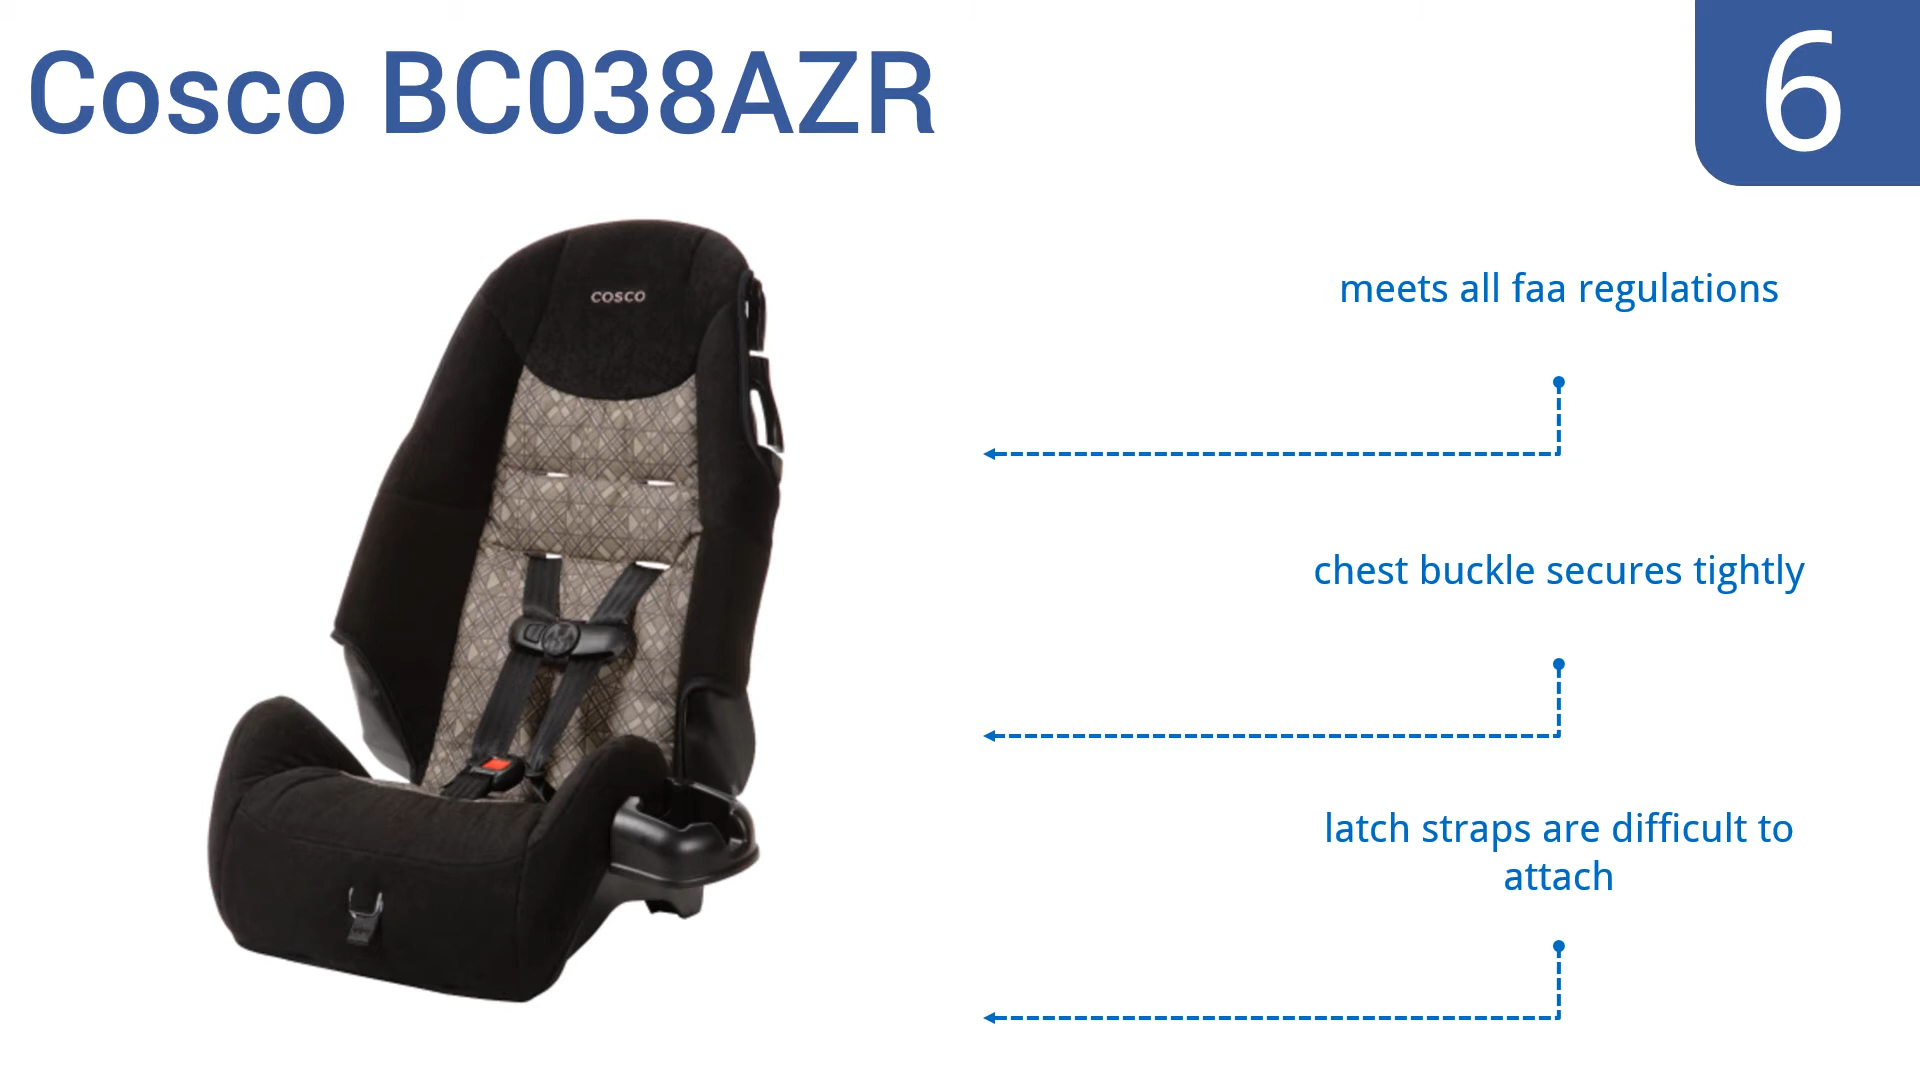 Cosco BC038AZR
6
COSCO
meets all faa regulations
chest buckle secures tightly
latch straps are difficult to
attach